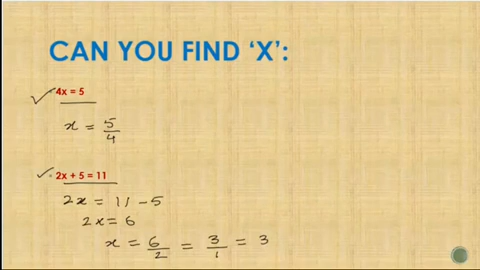 CAN YOU FIND ‘X’:
4x = 5
x = 5/4
2x + 5 = 11
2x = 11 - 5
2x = 6
x = 6/2 = 3/1 = 3